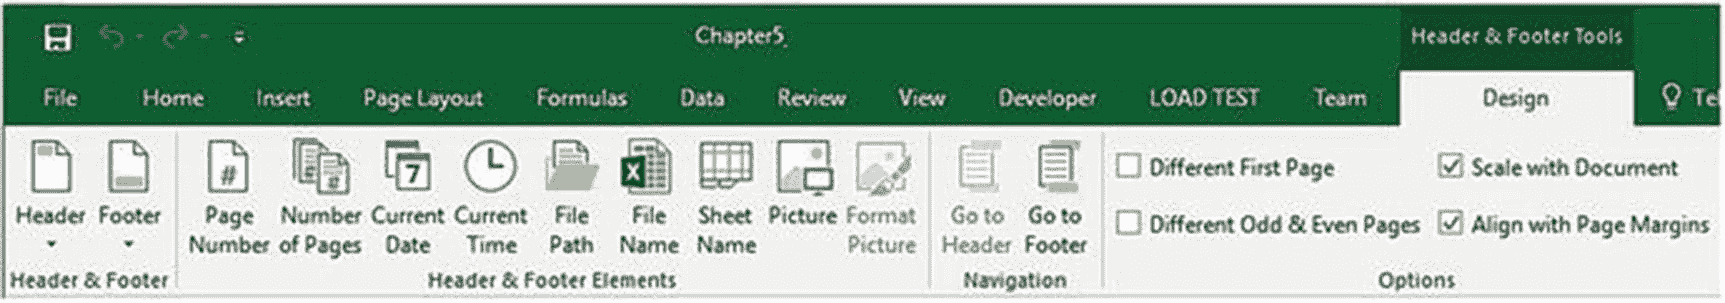 Chapter5
Header & Footer Tools
File Home Insert Page Layout Formulas Data Review View Developer LOAD TEST Team Design
# # # 7 X
Header Footer Page Number Number of Pages Current Date Current Time File Path File Name Sheet Name Picture Format Picture Go to Header Go to Footer
Different First Page Scale with Document
Different Odd & Even Pages Align with Page Margins
Header & Footer Header & Footer Elements Navigation Options